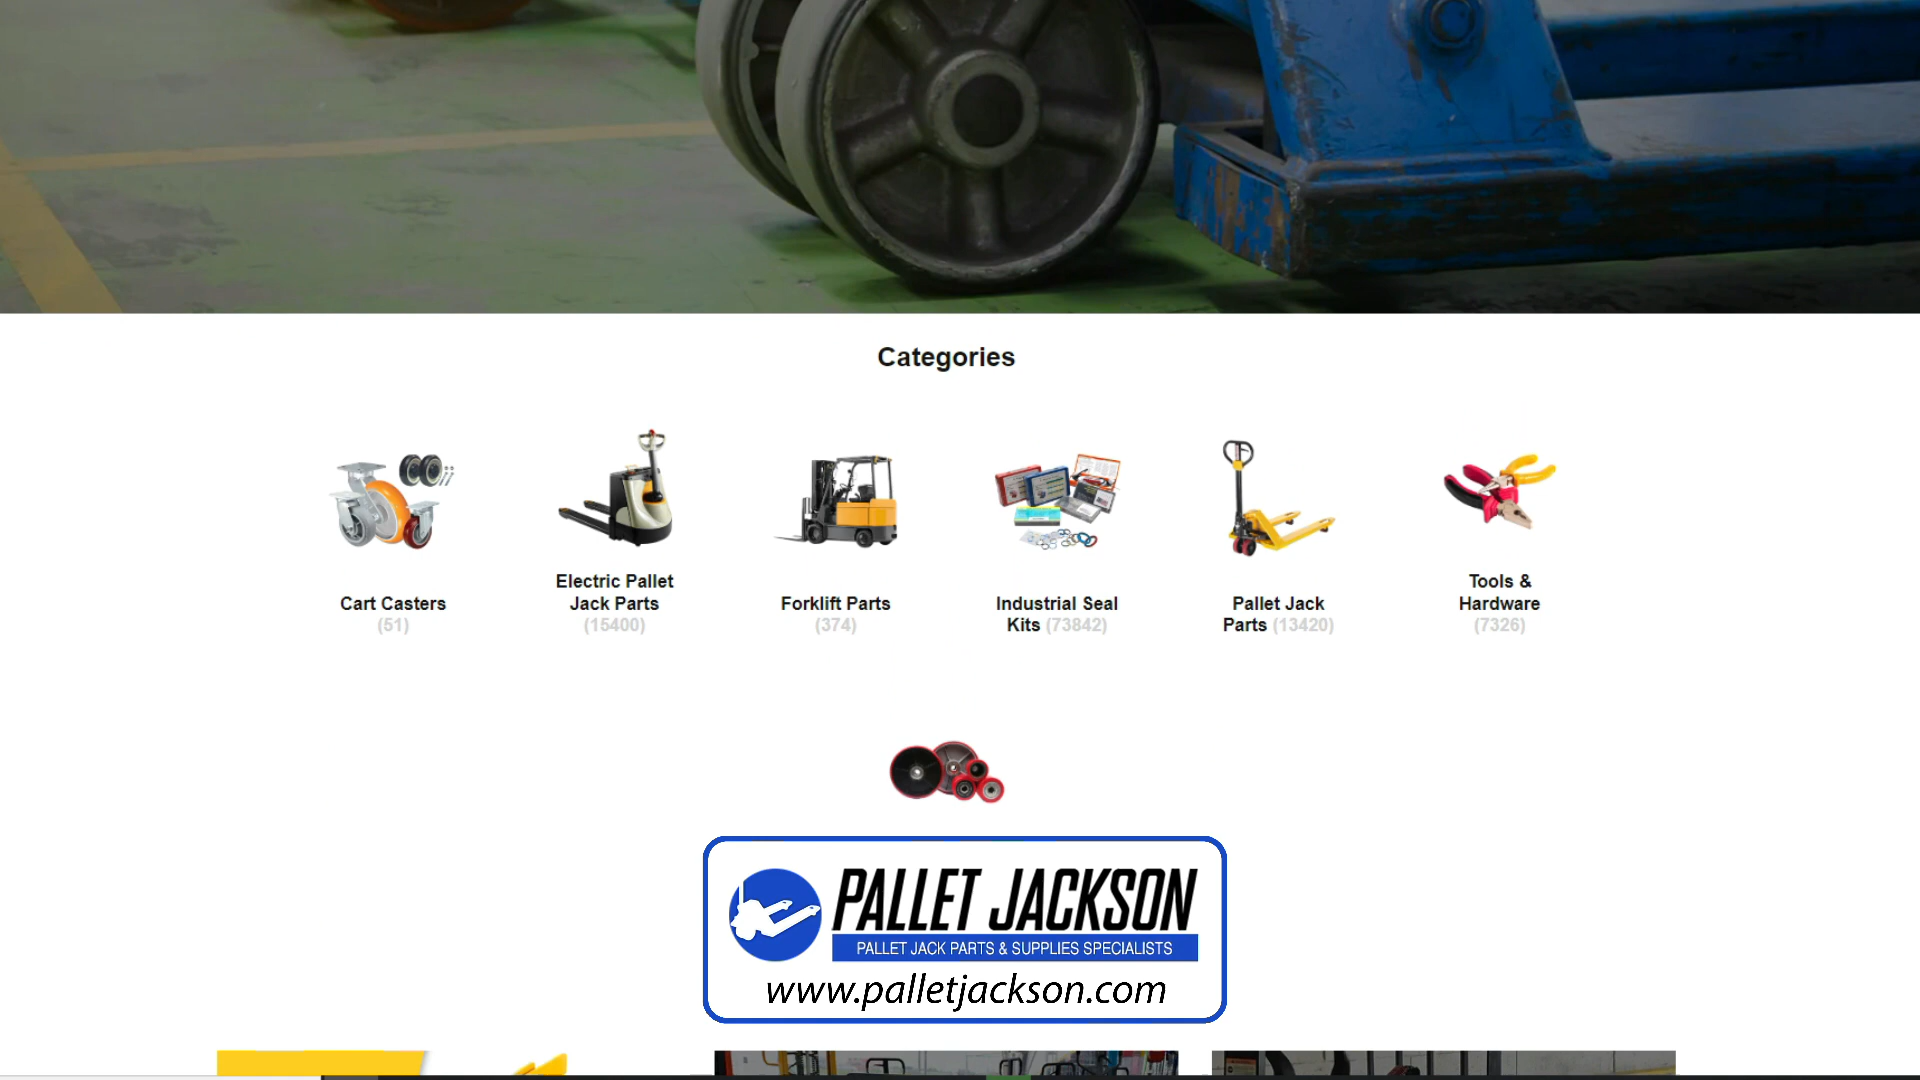 Categories
Cart Casters
(51)
Electric Pallet
Jack Parts
(15400)
Forklift Parts
(374)
Industrial Seal
Kits (73842)
Pallet Jack
Parts (13420)
Tools &
Hardware
(7326)
PALLET JACKSON
PALLET JACK PARTS & SUPPLIES SPECIALISTS
www.palletjackson.com